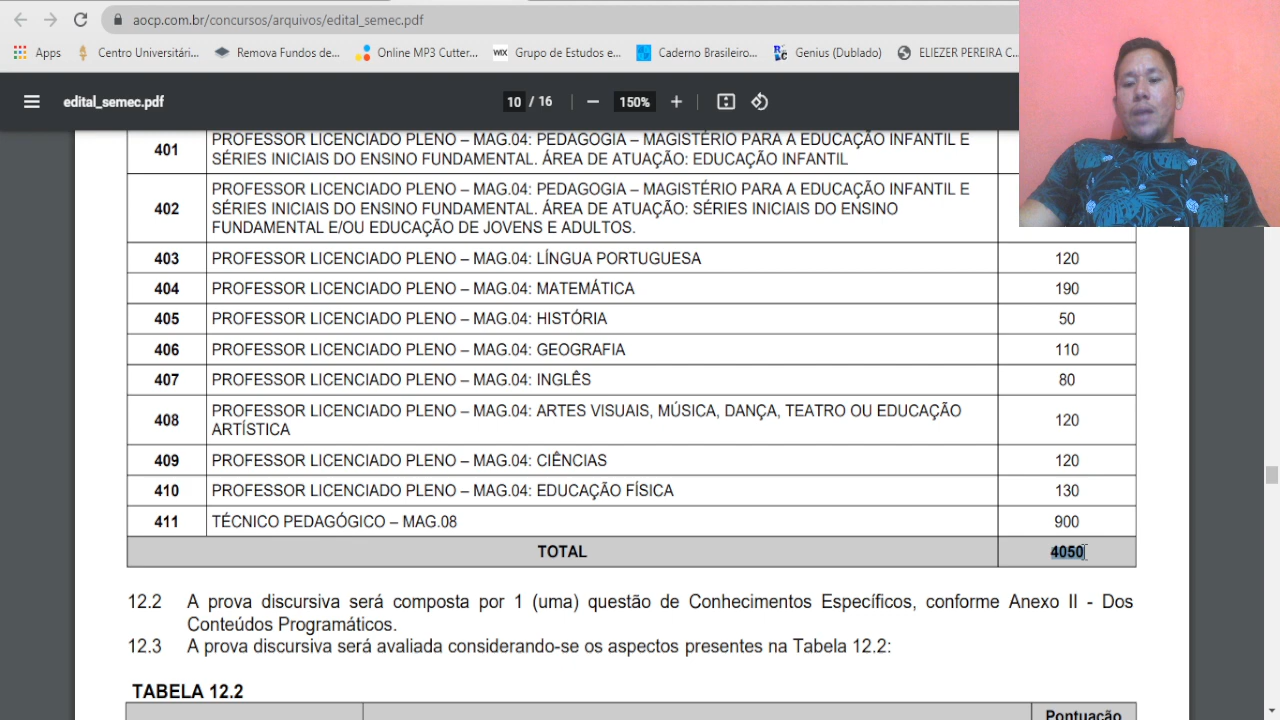 aocp.com.br/concursos/arquivos/edital_semec.pdf
Apps Centro Universitári... Remova Fundos de... Online MP3 Cutter... WIX Grupo de Estudos e... Caderno Brasileiro... Genius (Dublado) ELIEZER PEREIRA C...
edital_semec.pdf 10 / 16 — 150% +
401 PROFESSOR LICENCIADO PLENO – MAG.04: PEDAGOGIA – MAGISTÉRIO PARA A EDUCAÇÃO INFANTIL E
SÉRIES INICIAIS DO ENSINO FUNDAMENTAL. ÁREA DE ATUAÇÃO: EDUCAÇÃO INFANTIL
402 PROFESSOR LICENCIADO PLENO – MAG.04: PEDAGOGIA – MAGISTÉRIO PARA A EDUCAÇÃO INFANTIL E
SÉRIES INICIAIS DO ENSINO FUNDAMENTAL. ÁREA DE ATUAÇÃO: SÉRIES INICIAIS DO ENSINO
FUNDAMENTAL E/OU EDUCAÇÃO DE JOVENS E ADULTOS.
403 PROFESSOR LICENCIADO PLENO – MAG.04: LÍNGUA PORTUGUESA 120
404 PROFESSOR LICENCIADO PLENO – MAG.04: MATEMÁTICA 190
405 PROFESSOR LICENCIADO PLENO – MAG.04: HISTÓRIA 50
406 PROFESSOR LICENCIADO PLENO – MAG.04: GEOGRAFIA 110
407 PROFESSOR LICENCIADO PLENO – MAG.04: INGLÊS 80
408 PROFESSOR LICENCIADO PLENO – MAG.04: ARTES VISUAIS, MÚSICA, DANÇA, TEATRO OU EDUCAÇÃO
ARTÍSTICA 120
409 PROFESSOR LICENCIADO PLENO – MAG.04: CIÊNCIAS 120
410 PROFESSOR LICENCIADO PLENO – MAG.04: EDUCAÇÃO FÍSICA 130
411 TÉCNICO PEDAGÓGICO – MAG.08 900
TOTAL 4050
12.2 A prova discursiva será composta por 1 (uma) questão de Conhecimentos Específicos, conforme Anexo II - Dos
Conteúdos Programáticos.
12.3 A prova discursiva será avaliada considerando-se os aspectos presentes na Tabela 12.2:
TABELA 12.2
Pontuação